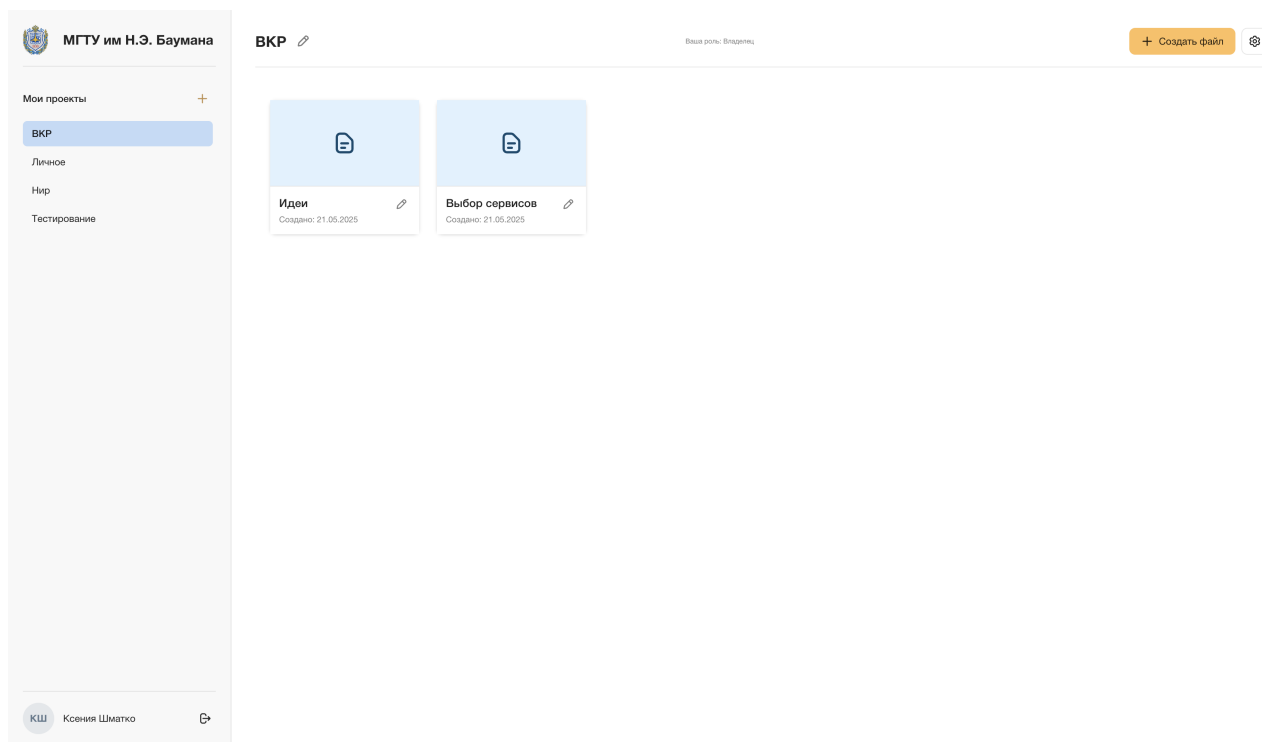 МГТУ им Н.Э. Баумана
Мои проекты
ВКР
Личное
Нир
Тестирование
КШ Ксения Шматко
ВКР
Ваша роль: Владелец
+ Создать файл
Идеи
Создано: 21.05.2025
Выбор сервисов
Создано: 21.05.2025